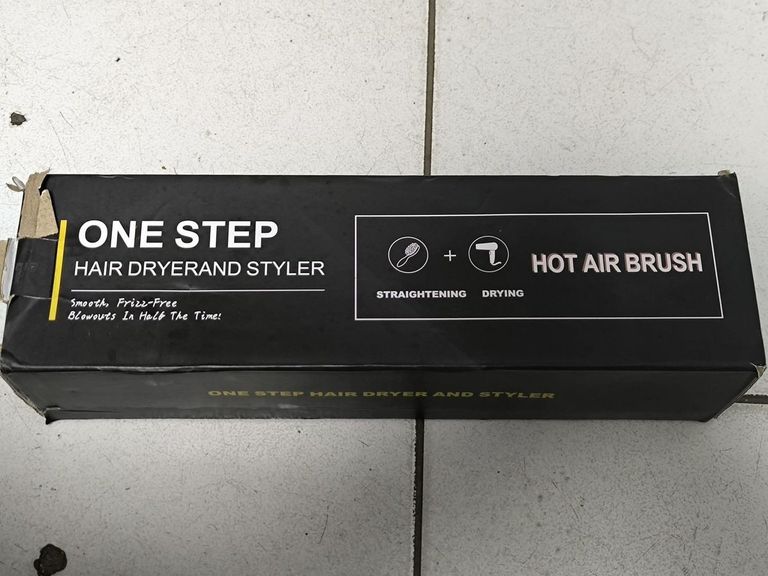 ONE STEP
HAIR DRYERAND STYLER
Smooth, Frizz-Free
Blowouts In Half The Time!
STRAIGHTENING + DRYING
HOT AIR BRUSH
ONE STEP HAIR DRYER AND STYLER